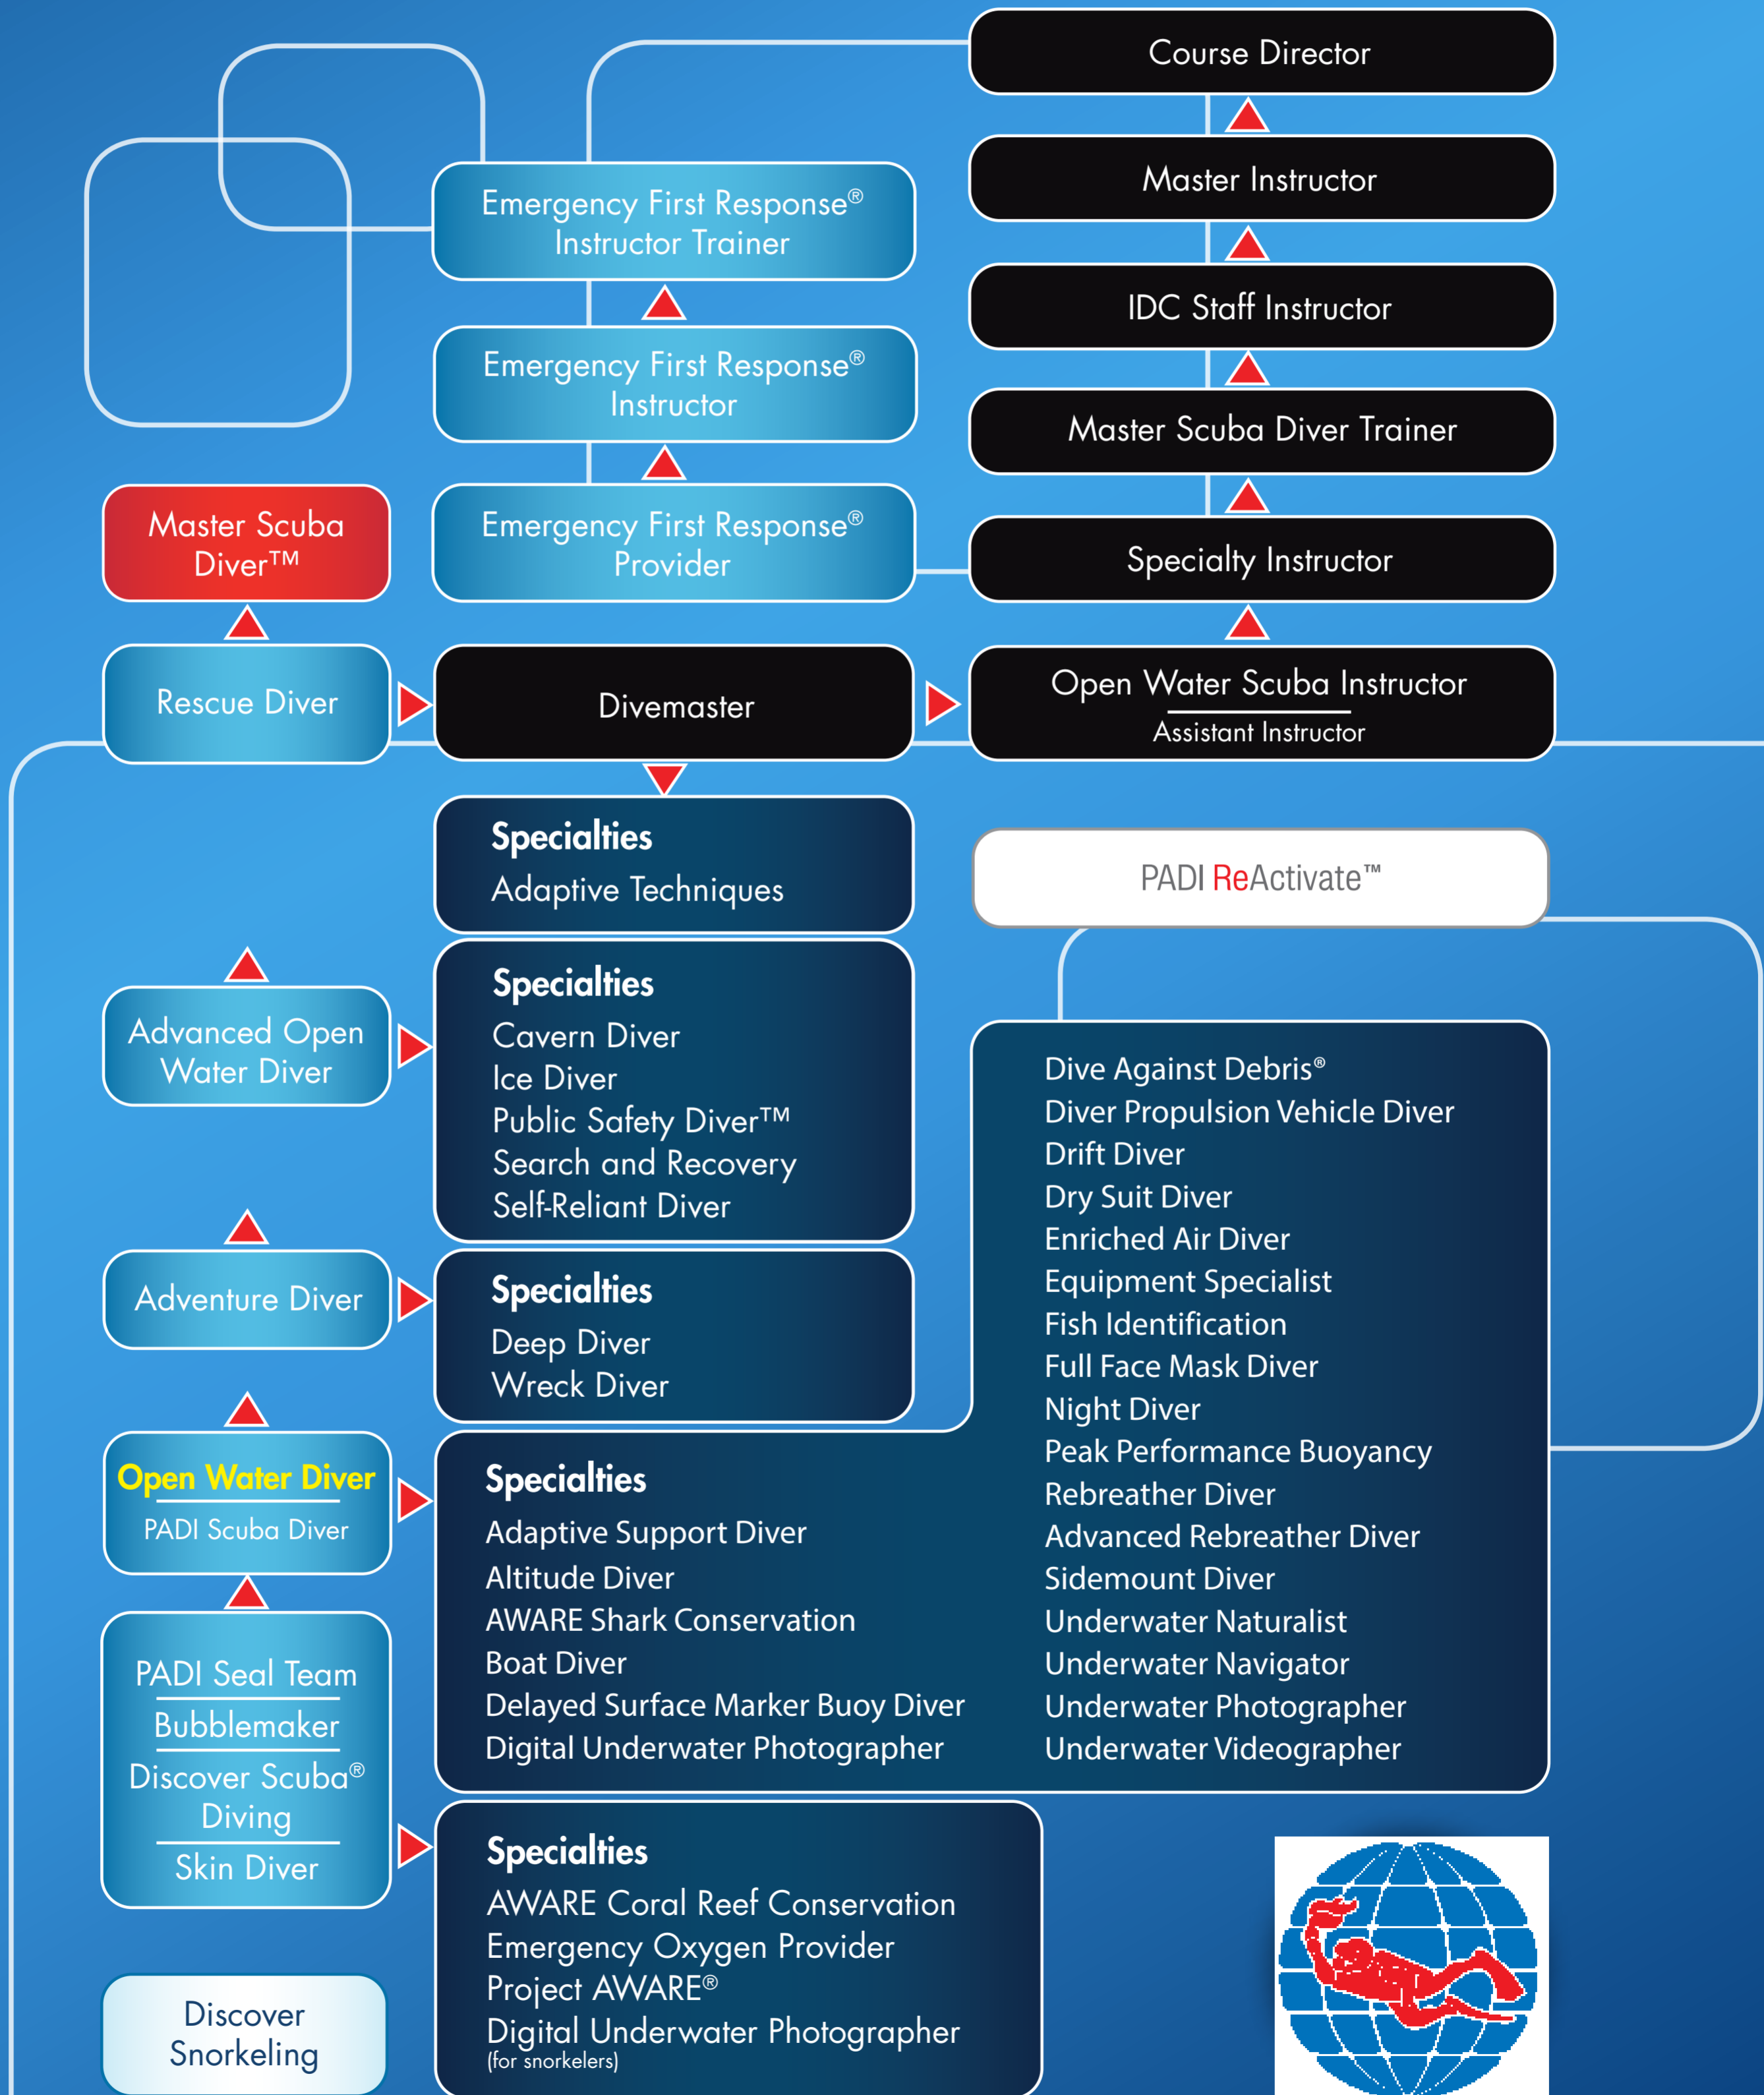 Course Director
Master Instructor
Emergency First Response®
Instructor Trainer
IDC Staff Instructor
Emergency First Response®
Instructor
Master Scuba Diver Trainer
Master Scuba
Diver™
Emergency First Response®
Provider
Specialty Instructor
Rescue Diver
Divemaster
Open Water Scuba Instructor
Assistant Instructor
Specialties
Adaptive Techniques
PADI ReActivate™
Advanced Open
Water Diver
Specialties
Cavern Diver
Ice Diver
Public Safety Diver™
Search and Recovery
Self-Reliant Diver
Adventure Diver
Specialties
Deep Diver
Wreck Diver
Open Water Diver
PADI Scuba Diver
Specialties
Adaptive Support Diver
Altitude Diver
AWARE Shark Conservation
Boat Diver
Delayed Surface Marker Buoy Diver
Digital Underwater Photographer
Dive Against Debris®
Diver Propulsion Vehicle Diver
Drift Diver
Dry Suit Diver
Enriched Air Diver
Equipment Specialist
Fish Identification
Full Face Mask Diver
Night Diver
Peak Performance Buoyancy
Rebreather Diver
Advanced Rebreather Diver
Sidemount Diver
Underwater Naturalist
Underwater Navigator
Underwater Photographer
Underwater Videographer
PADI Seal Team
Bubblemaker
Discover Scuba®
Diving
Skin Diver
Specialties
AWARE Coral Reef Conservation
Emergency Oxygen Provider
Project AWARE®
Digital Underwater Photographer
(for snorkelers)
Discover
Snorkeling